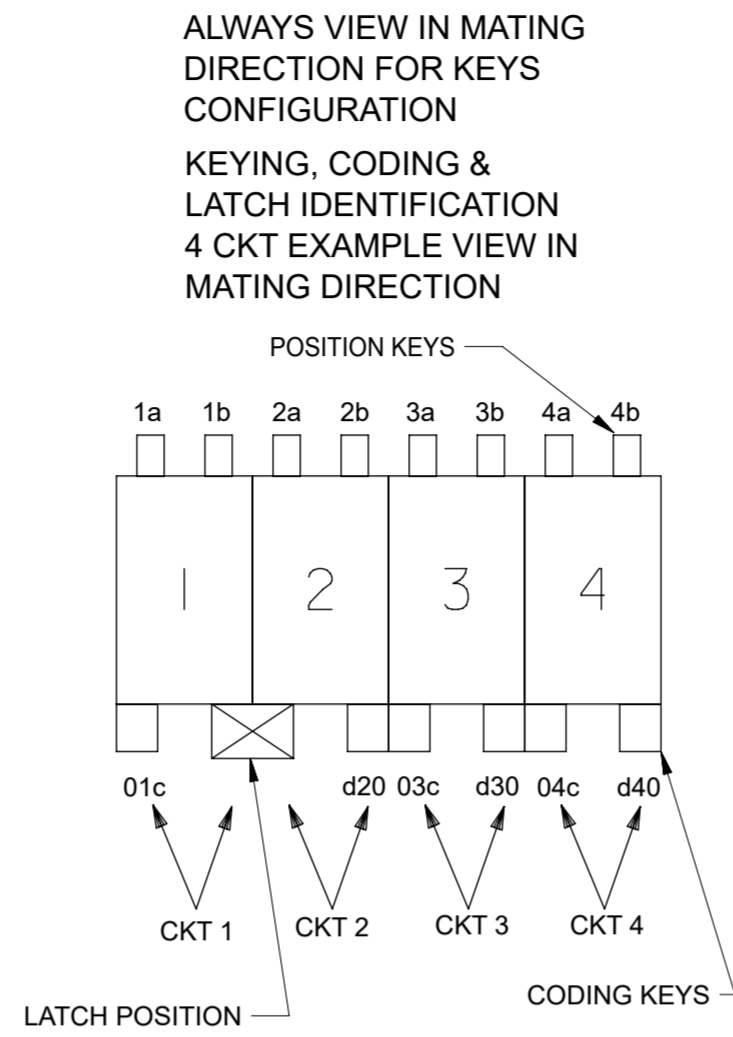 ALWAYS VIEW IN MATING
DIRECTION FOR KEYS
CONFIGURATION
KEYING, CODING &
LATCH IDENTIFICATION
4 CKT EXAMPLE VIEW IN
MATING DIRECTION
POSITION KEYS
1a 1b 2a 2b 3a 3b 4a 4b
1 2 3 4
01c d20 03c d30 04c d40
CKT 1 CKT 2 CKT 3 CKT 4
CODING KEYS
LATCH POSITION